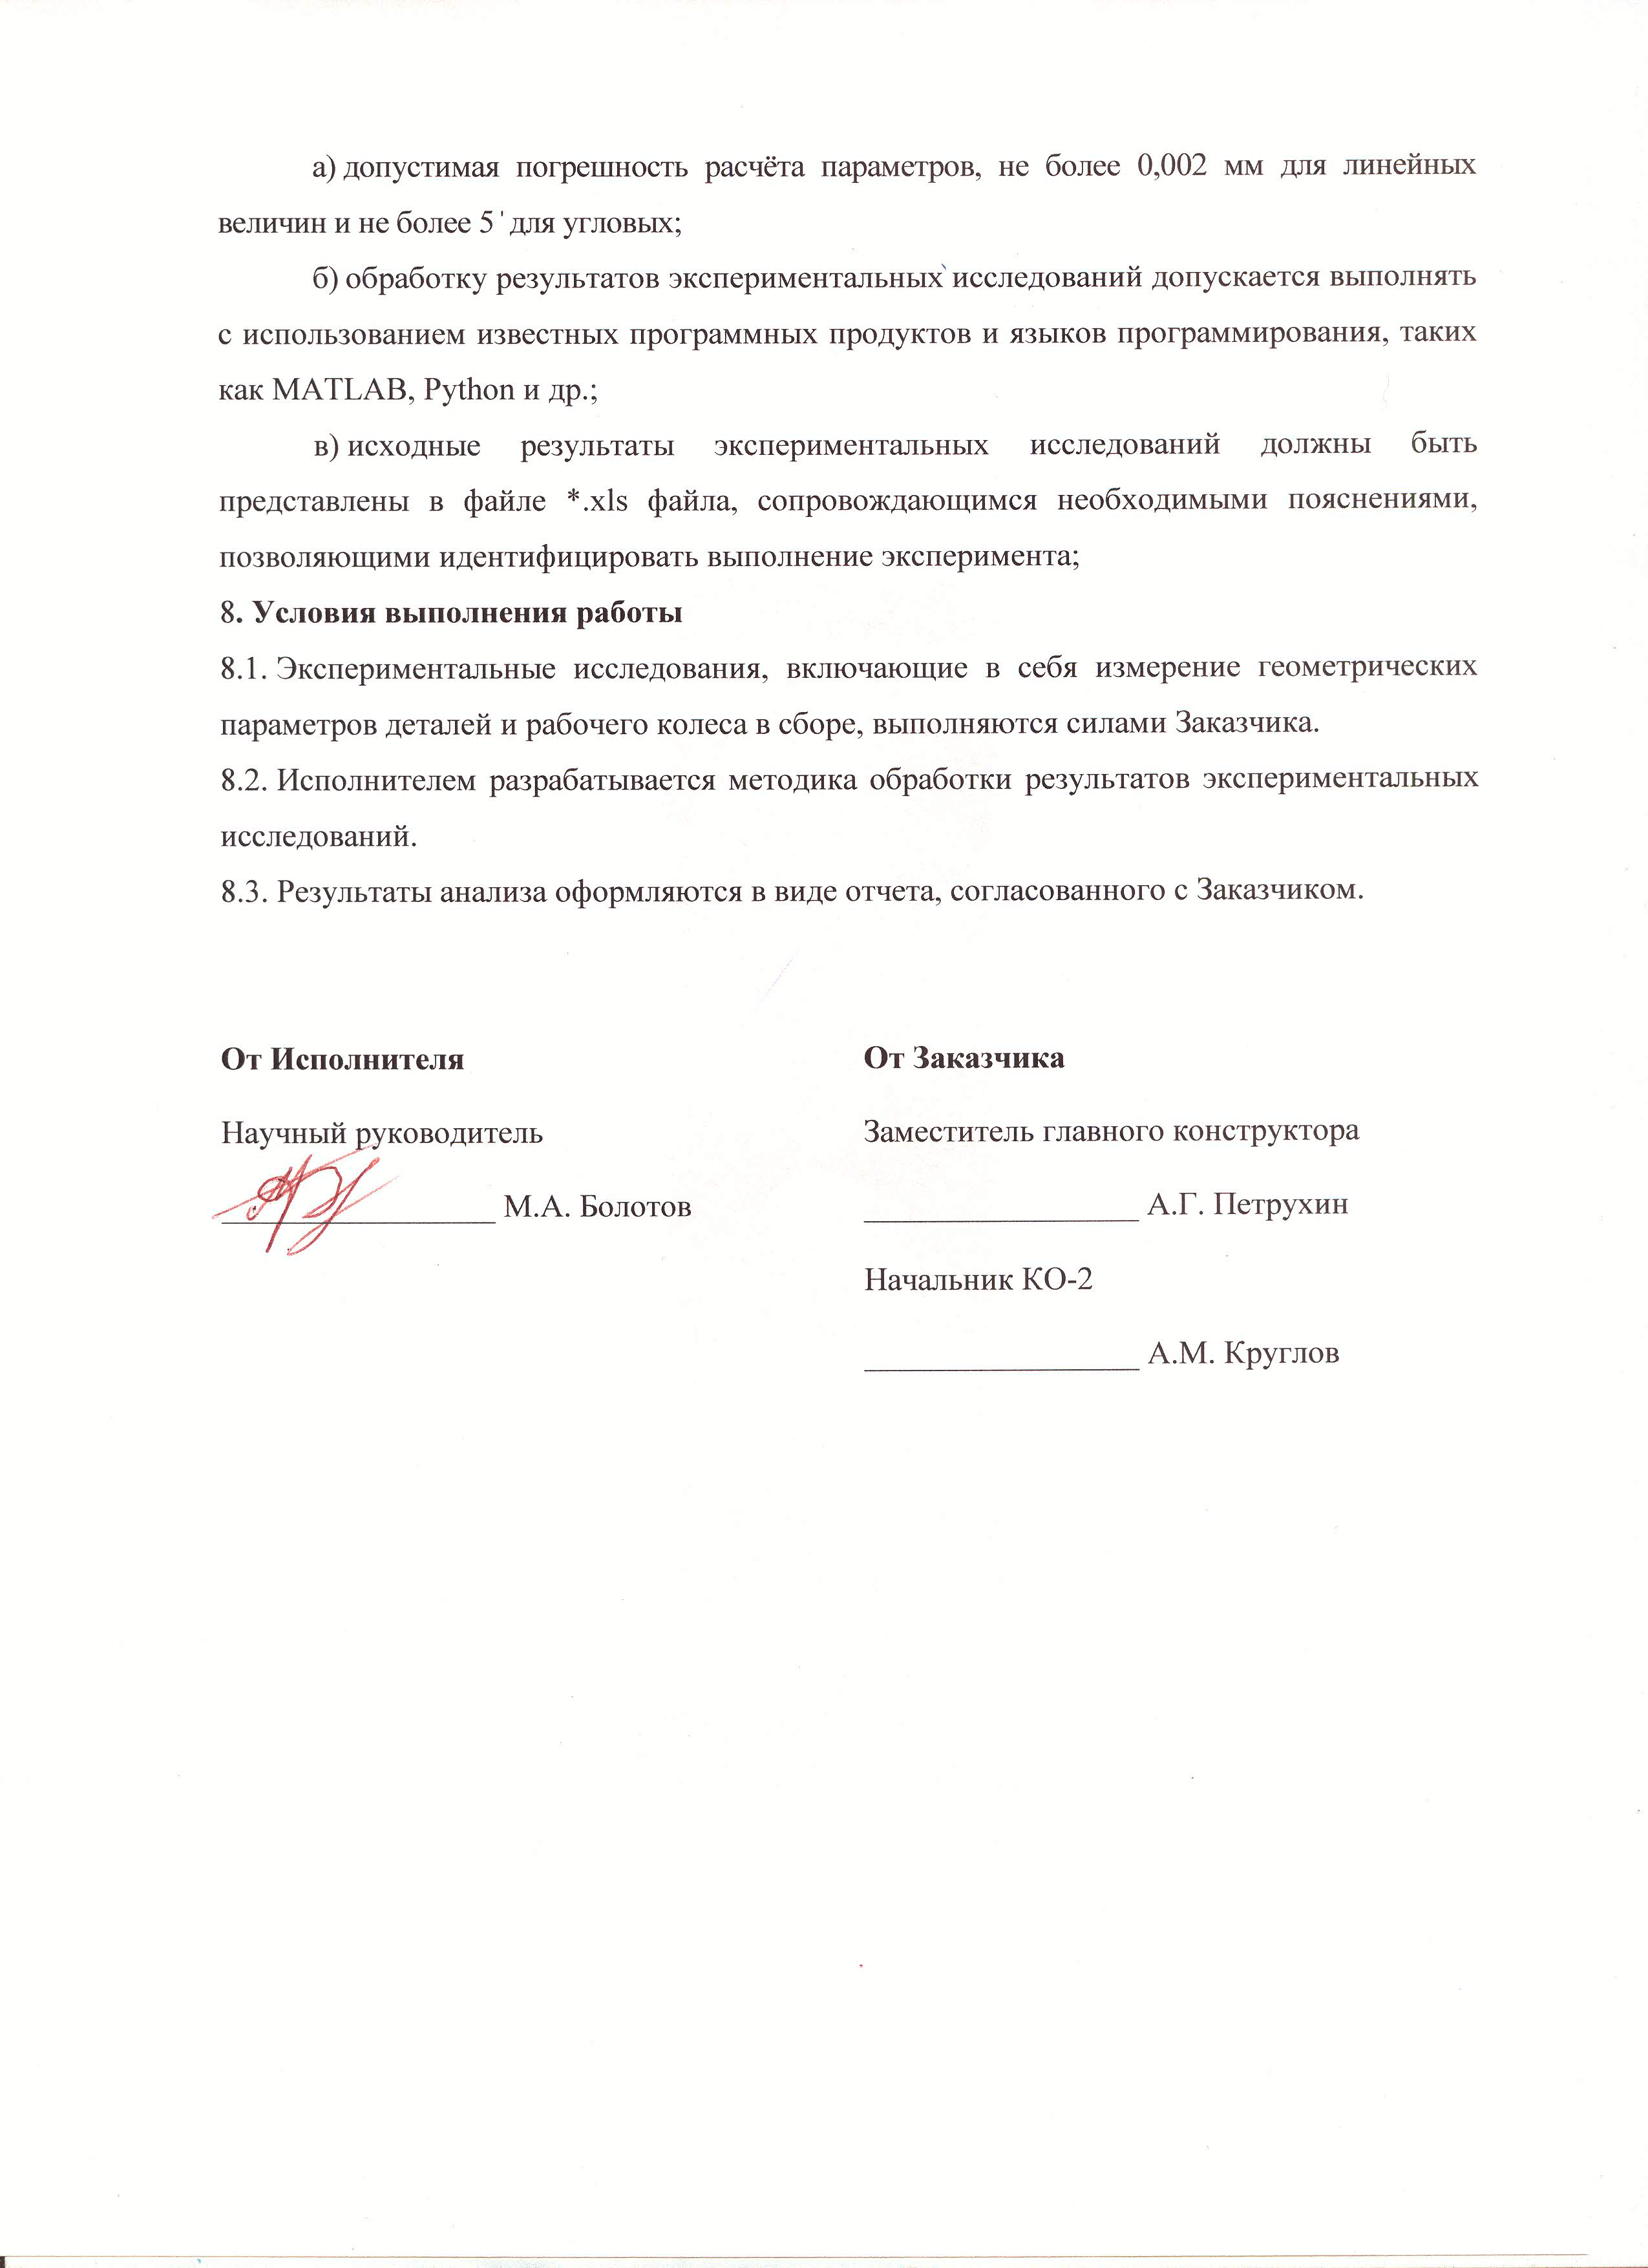 а) допустимая погрешность расчёта параметров, не более 0,002 мм для линейных
величин и не более 5 ' для угловых;
б) обработку результатов экспериментальных исследований допускается выполнять
с использованием известных программных продуктов и языков программирования, таких
как MATLAB, Python и др.;
в) исходные результаты экспериментальных исследований должны быть
представлены в файле *.xls файла, сопровождающимся необходимыми пояснениями,
позволяющими идентифицировать выполнение эксперимента;
8. Условия выполнения работы
8.1. Экспериментальные исследования, включающие в себя измерение геометрических
параметров деталей и рабочего колеса в сборе, выполняются силами Заказчика.
8.2. Исполнителем разрабатывается методика обработки результатов экспериментальных
исследований.
8.3. Результаты анализа оформляются в виде отчета, согласованного с Заказчиком.
От Исполнителя
Научный руководитель
М.А. Болотов
От Заказчика
Заместитель главного конструктора
А.Г. Петрухин
Начальник КО-2
А.М. Круглов